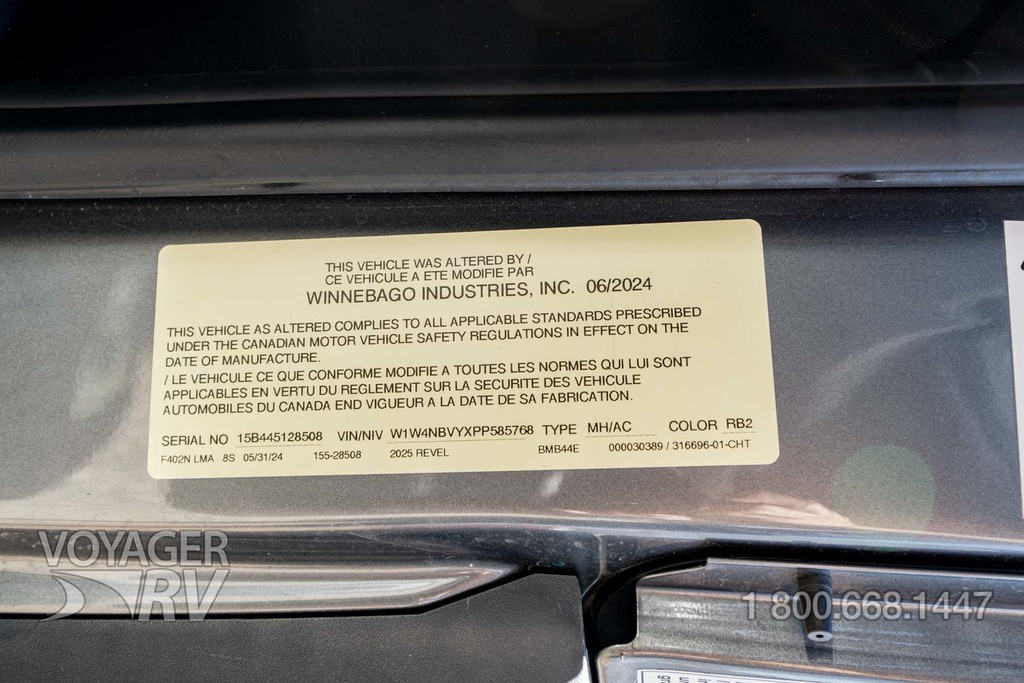 THIS VEHICLE WAS ALTERED BY /
CE VEHICULE A ETE MODIFIE PAR
WINNEBAGO INDUSTRIES, INC. 06/2024
THIS VEHICLE AS ALTERED COMPLIES TO ALL APPLICABLE STANDARDS PRESCRIBED
UNDER THE CANADIAN MOTOR VEHICLE SAFETY REGULATIONS IN EFFECT ON THE
DATE OF MANUFACTURE.
/ LE VEHICULE CE QUE CONFORME MODIFIE A TOUTES LES NORMES QUI LUI SONT
APPLICABLES EN VERTU DU REGLEMENT SUR LA SECURITE DES VEHICULE
AUTOMOBILES DU CANADA END VIGUEUR A LA DATE DE SA FABRICATION.
SERIAL NO 15B445128508 VIN/NIV W1W4NBVYXPP585768 TYPE MH/AC COLOR RB2
F402N LMA 8S 05/31/24 155-28508 2025 REVEL BMB44E 000030389 / 316696-01-CHT
VOYAGER
RV
1 800.668.1447